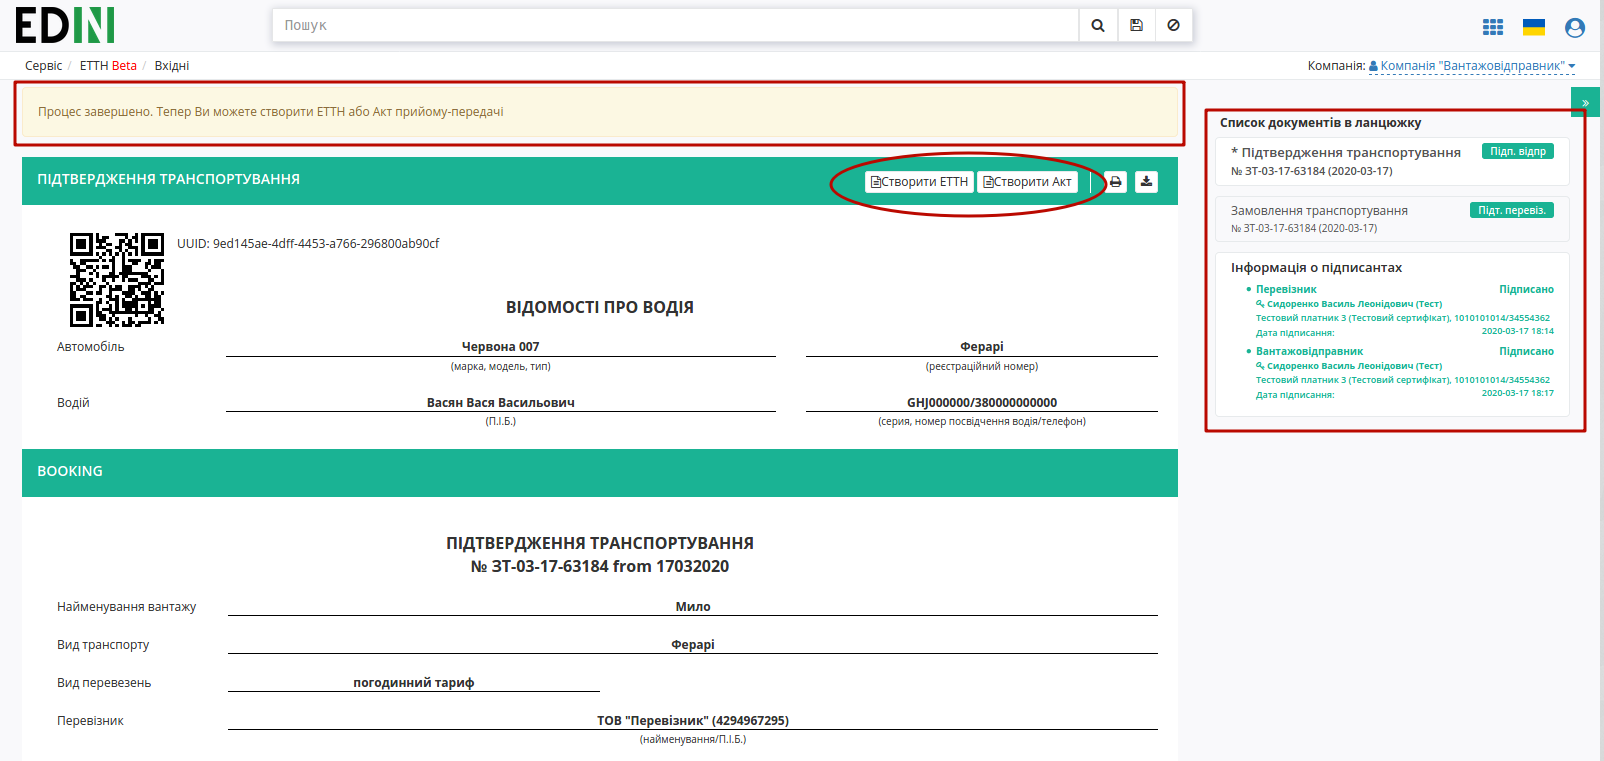 EDIN
Пошук
Сервіс / ЕТТН Beta / Вхідні
Компанія: Компанія "Вантажовідправник"
Процес завершено. Тепер Ви можете створити ЕТТН або Акт прийому-передачі
»
Список документів в ланцюжку
* Підтвердження транспортування Підп. відпр
№ ЗТ-03-17-63184 (2020-03-17)
Замовлення транспортування Підт. перевіз.
№ ЗТ-03-17-63184 (2020-03-17)
Інформація о підписантах
• Перевізник Підписано
Сидоренко Василь Леонідович (Тест)
Тестовий платник 3 (Тестовий сертифікат), 1010101014/34554362
Дата підписання: 2020-03-17 18:14
• Вантажовідправник Підписано
Сидоренко Василь Леонідович (Тест)
Тестовий платник 3 (Тестовий сертифікат), 1010101014/34554362
Дата підписання: 2020-03-17 18:17
ПІДТВЕРДЖЕННЯ ТРАНСПОРТУВАННЯ Створити ЕТТН Створити Акт
UUID: 9ed145ae-4dff-4453-a766-296800ab90cf
ВІДОМОСТІ ПРО ВОДІЯ
Автомобіль Червона 007 Ферарі
(марка, модель, тип) (реєстраційний номер)
Водій Васян Вася Васильович GHJ000000/380000000000
(П.І.Б.) (серия, номер посвідчення водія/телефон)
BOOKING
ПІДТВЕРДЖЕННЯ ТРАНСПОРТУВАННЯ
№ ЗТ-03-17-63184 from 17032020
Найменування вантажу Мило
Вид транспорту Ферарі
Вид перевезень погодинний тариф
Перевізник ТОВ "Перевізник" (4294967295)
(найменування/П.І.Б.)